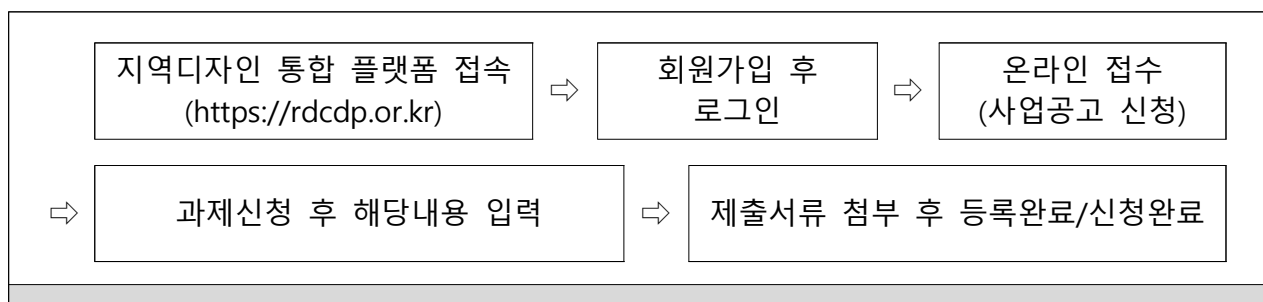 지역디자인 통합 플랫폼 접속
(https://rdcdp.or.kr)
⇨
회원가입 후
로그인
⇨
온라인 접수
(사업공고 신청)
⇨
과제신청 후 해당내용 입력
⇨
제출서류 첨부 후 등록완료/신청완료